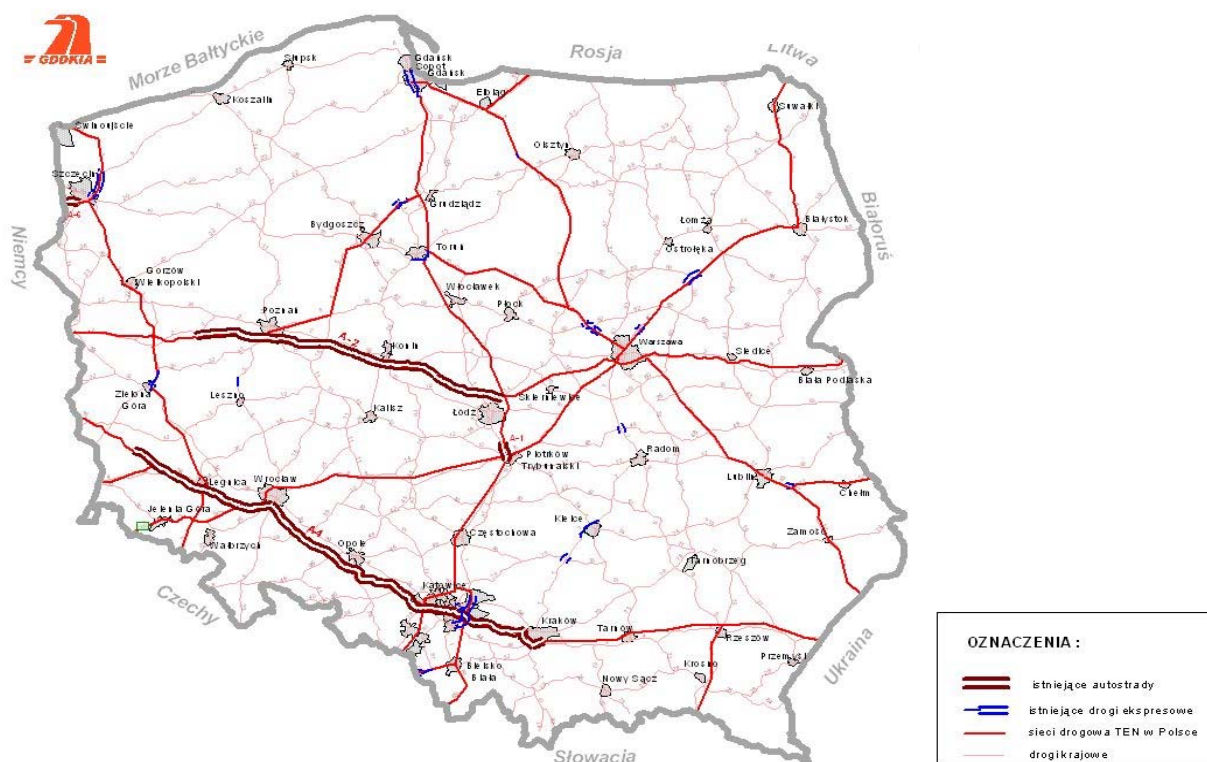 GDDKIA
Morze Bałtyckie
Rosja
Litwa
Słupsk
Gdańsk
Sopot
Gdańsk
Koszalin
Elbląg
Suwałki
Świnoujście
Olsztyn
Szczecin
A-6
Grudziądz
Białoruś
Bydgoszcz
Łomża
Białystok
Niemcy
Toruń
Ostrołęka
Gorzów
Wielkopolski
Włocławek
Płock
Poznań
A-2
Konin
Warszawa
Siedlce
Biała Podlaska
Zielona
Góra
Leszno
Skierniewice
Kalisz
Łódź
A-1
Piotrków
Trybunalski
Radom
Lublin
Chełm
Legnica
Wrocław
Jelenia Góra
Kielce
Wałbrzych
A4
Opole
Częstochowa
Zamość
Tarnobrzeg
Czechy
Katowice
Kraków
Tarnów
Rzeszów
Przemyśl
Ukraina
Bielsko
Biała
Krosno
Nowy Sącz
Słowacja
OZNACZENIA :
istniejące autostrady
istniejące drogi ekspresowe
sieci drogowa TEN w Polsce
drogi krajowe